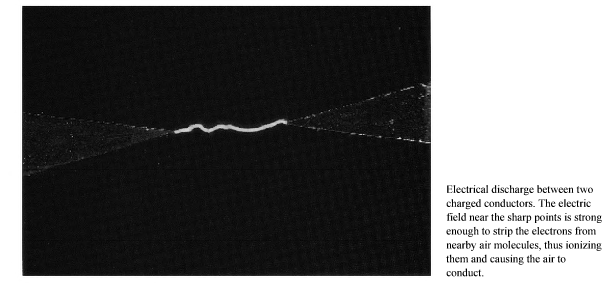 Electrical discharge between two
charged conductors. The electric
field near the sharp points is strong
enough to strip the electrons from
nearby air molecules, thus ionizing
them and causing the air to
conduct.